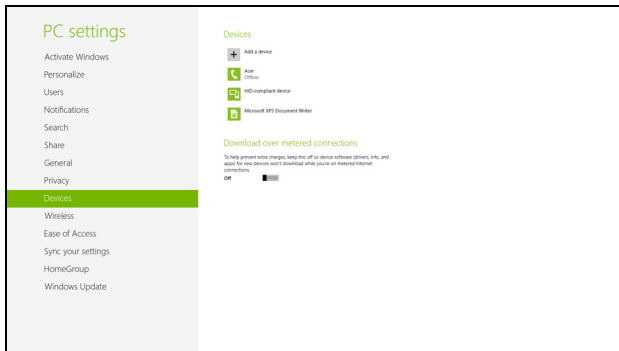 PC settings
Activate Windows
Personalize
Users
Notifications
Search
Share
General
Privacy
Devices
Wireless
Ease of Access
Sync your settings
HomeGroup
Windows Update
Devices
Add a device
Acer
Offline
HID-compliant device
Microsoft XPS Document Writer
Download over metered connections
To help prevent extra charges, keep this off so device software (drivers, info, and
apps) for new devices won't download while you're on metered Internet
connections.
Off